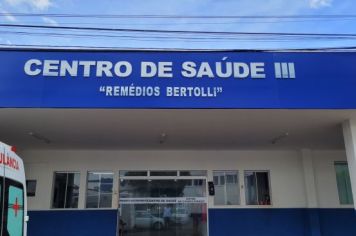 CENTRO DE SAÚDE III
“REMÉDIOS BERTOLLI”